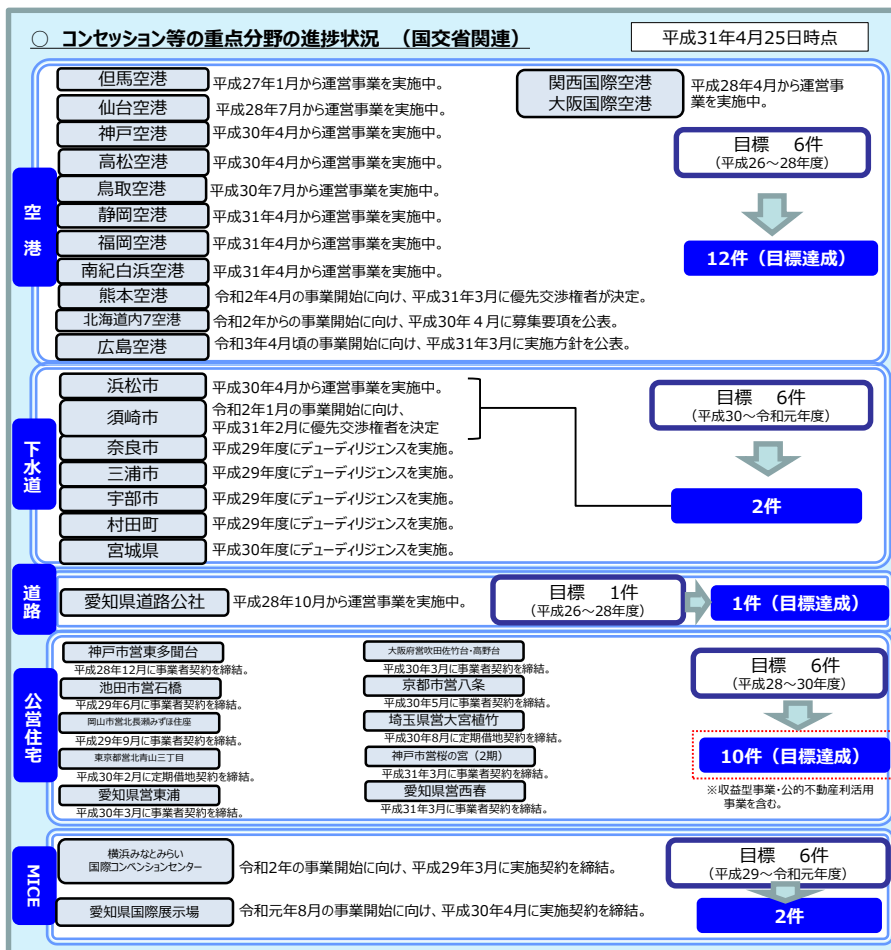 ○ コンセッション等の重点分野の進捗状況 （国交省関連）
平成31年4月25日時点
空港
但馬空港
平成27年1月から運営事業を実施中。
仙台空港
平成28年7月から運営事業を実施中。
神戸空港
平成30年4月から運営事業を実施中。
高松空港
平成30年4月から運営事業を実施中。
鳥取空港
平成30年7月から運営事業を実施中。
静岡空港
平成31年4月から運営事業を実施中。
福岡空港
平成31年4月から運営事業を実施中。
南紀白浜空港
平成31年4月から運営事業を実施中。
熊本空港
令和2年4月の事業開始に向け、平成31年3月に優先交渉権者が決定。
北海道内7空港
令和2年からの事業開始に向け、平成30年４月に募集要項を公表。
広島空港
令和3年4月頃の事業開始に向け、平成31年3月に実施方針を公表。
関西国際空港
大阪国際空港
平成28年4月から運営事
業を実施中。
目標 6件
（平成26～28年度）
12件（目標達成）
下水道
浜松市
平成30年4月から運営事業を実施中。
須崎市
令和2年1月の事業開始に向け、
平成31年2月に優先交渉権者を決定
奈良市
平成29年度にデューディリジェンスを実施。
三浦市
平成29年度にデューディリジェンスを実施。
宇部市
平成29年度にデューディリジェンスを実施。
村田町
平成29年度にデューディリジェンスを実施。
宮城県
平成30年度にデューディリジェンスを実施。
目標 6件
（平成30～令和元年度）
2件
道路
愛知県道路公社
平成28年10月から運営事業を実施中。
目標 1件
（平成26～28年度）
1件（目標達成）
公営住宅
神戸市営東多聞台
平成28年12月に事業者契約を締結。
池田市営石橋
平成29年6月に事業者契約を締結。
岡山市営北長瀬みずほ住座
平成29年9月に事業者契約を締結。
東京都営北青山三丁目
平成30年2月に定期借地契約を締結。
愛知県営東浦
平成30年3月に事業者契約を締結。
大阪府営吹田佐竹台・高野台
平成30年3月に事業者契約を締結。
京都市営八条
平成30年5月に事業者契約を締結。
埼玉県営大宮植竹
平成30年8月に定期借地契約を締結。
神戸市営桜の宮（2期）
平成31年3月に事業者契約を締結。
愛知県営西春
平成31年3月に事業者契約を締結。
目標 6件
（平成28～30年度）
10件（目標達成）
※収益型事業・公的不動産利活用
事業を含む。
MICE
横浜みなとみらい
国際コンベンションセンター
令和2年の事業開始に向け、平成29年3月に実施契約を締結。
愛知県国際展示場
令和元年8月の事業開始に向け、平成30年4月に実施契約を締結。
目標 6件
（平成29～令和元年度）
2件